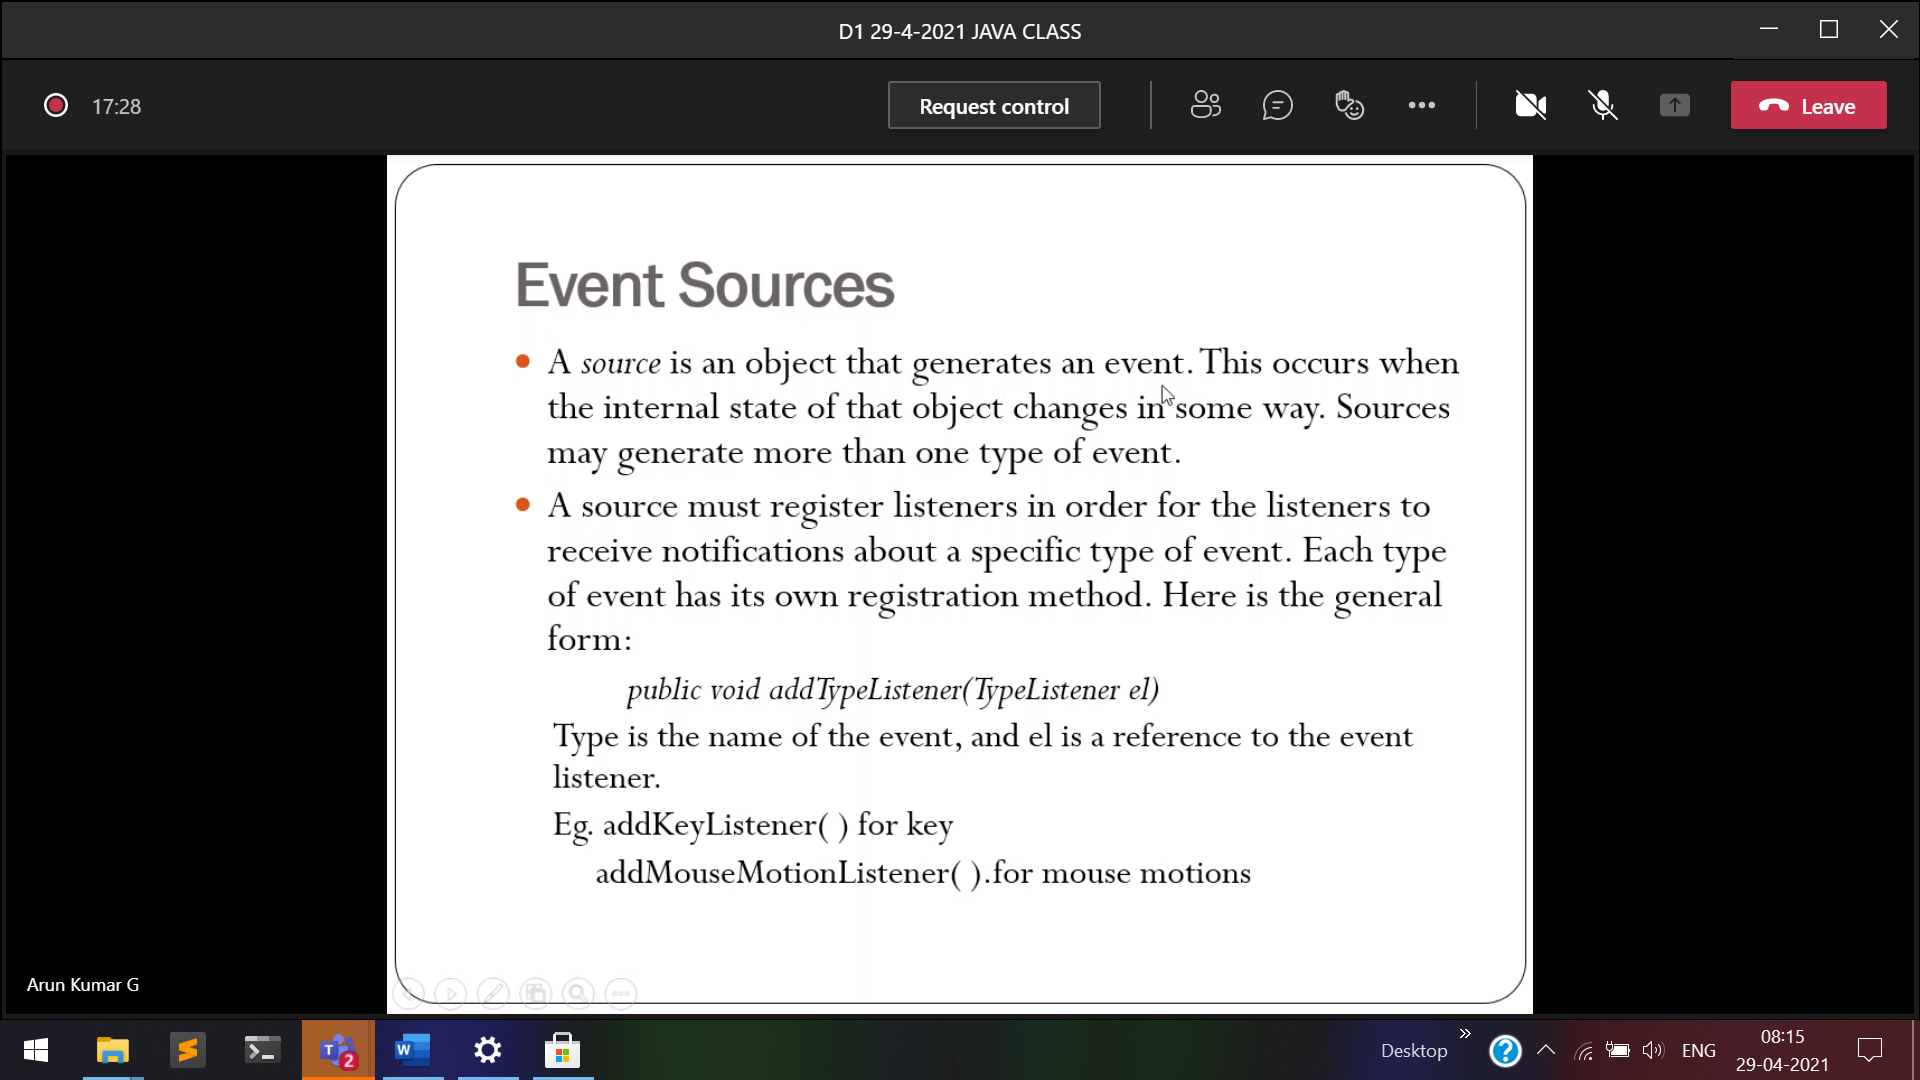 D1 29-4-2021 JAVA CLASS
17:28
Request control
Leave
Event Sources
A source is an object that generates an event. This occurs when
the internal state of that object changes in some way. Sources
may generate more than one type of event.
A source must register listeners in order for the listeners to
receive notifications about a specific type of event. Each type
of event has its own registration method. Here is the general
form:
public void addTypeListener(TypeListener el)
Type is the name of the event, and el is a reference to the event
listener.
Eg. addKeyListener( ) for key
addMouseMotionListener( ).for mouse motions
Arun Kumar G
T 2
W
Desktop
ENG
08:15
29-04-2021